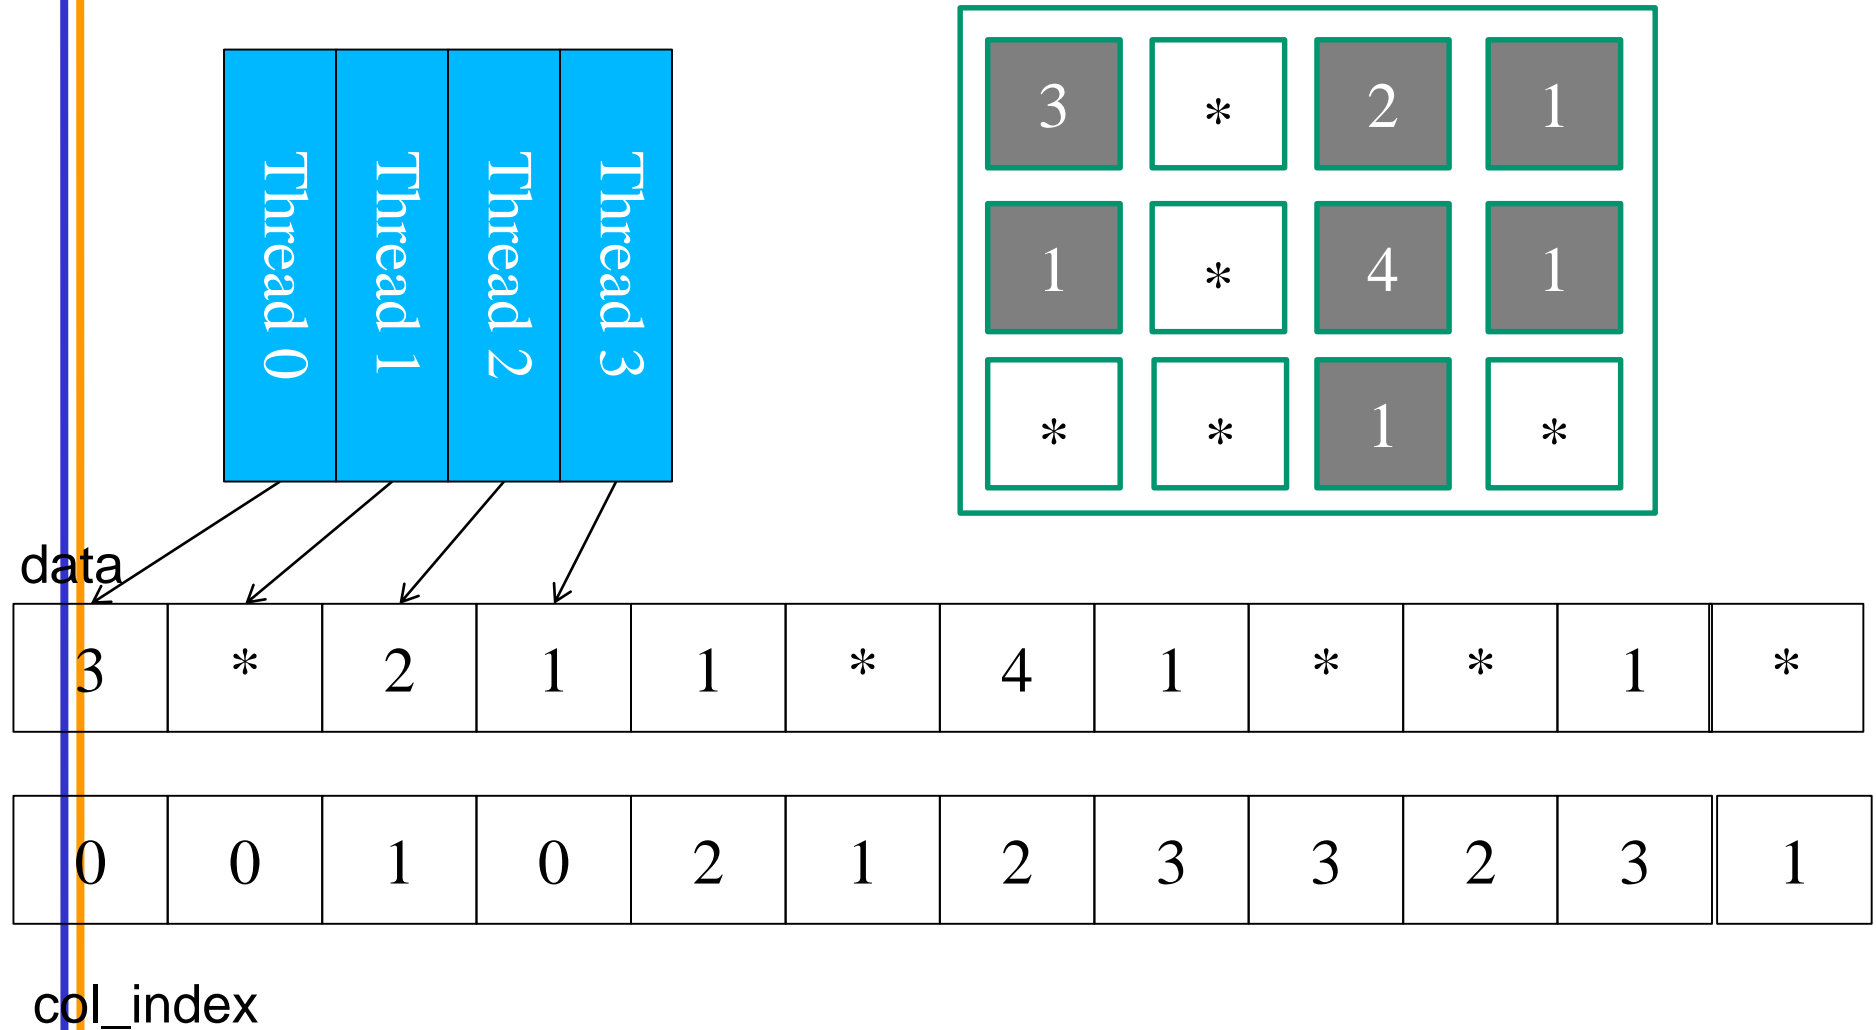 Thread 0
Thread 1
Thread 2
Thread 3
3 * 2 1
1 * 4 1
* * 1 *
data
3 * 2 1 1 * 4 1 * * 1 *
0 0 1 0 2 1 2 3 3 2 3 1
col_index